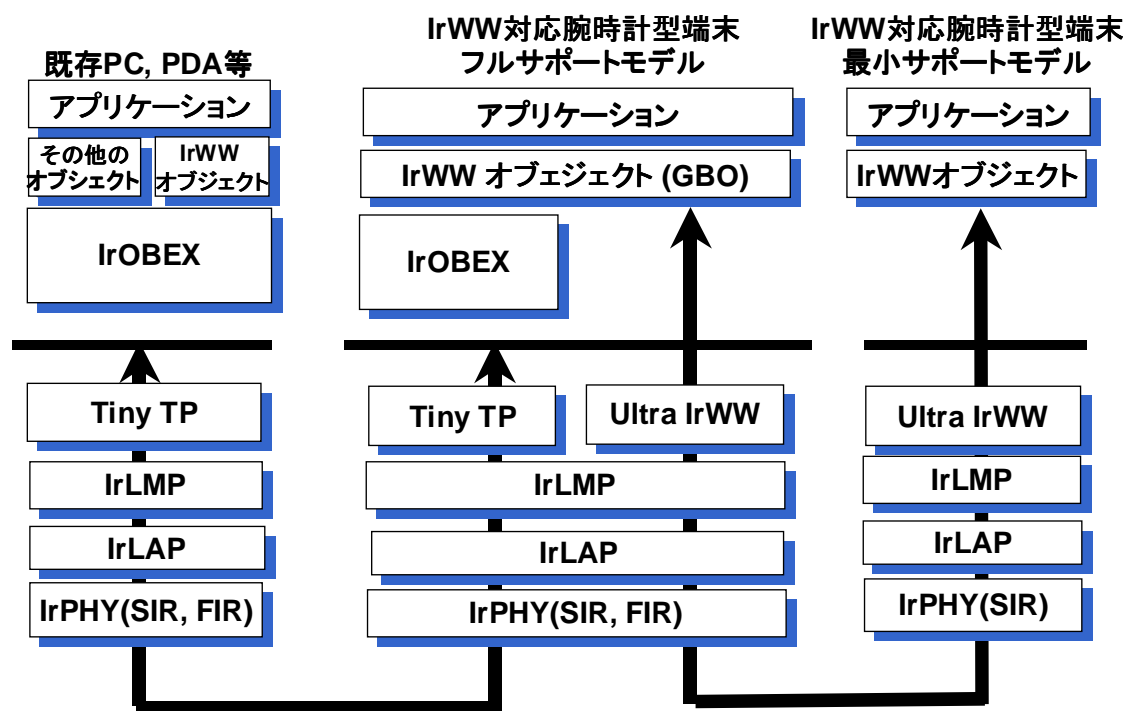 既存PC, PDA等
アプリケーション
その他の
オブシェクト
IrWW
オブジェクト
IrOBEX
Tiny TP
IrLMP
IrLAP
IrPHY(SIR, FIR)
IrWW対応腕時計型端末
フルサポートモデル
アプリケーション
IrWW オブェジェクト (GBO)
IrOBEX
Tiny TP
Ultra IrWW
IrLMP
IrLAP
IrPHY(SIR, FIR)
IrWW対応腕時計型端末
最小サポートモデル
アプリケーション
IrWWオブジェクト
Ultra IrWW
IrLMP
IrLAP
IrPHY(SIR)